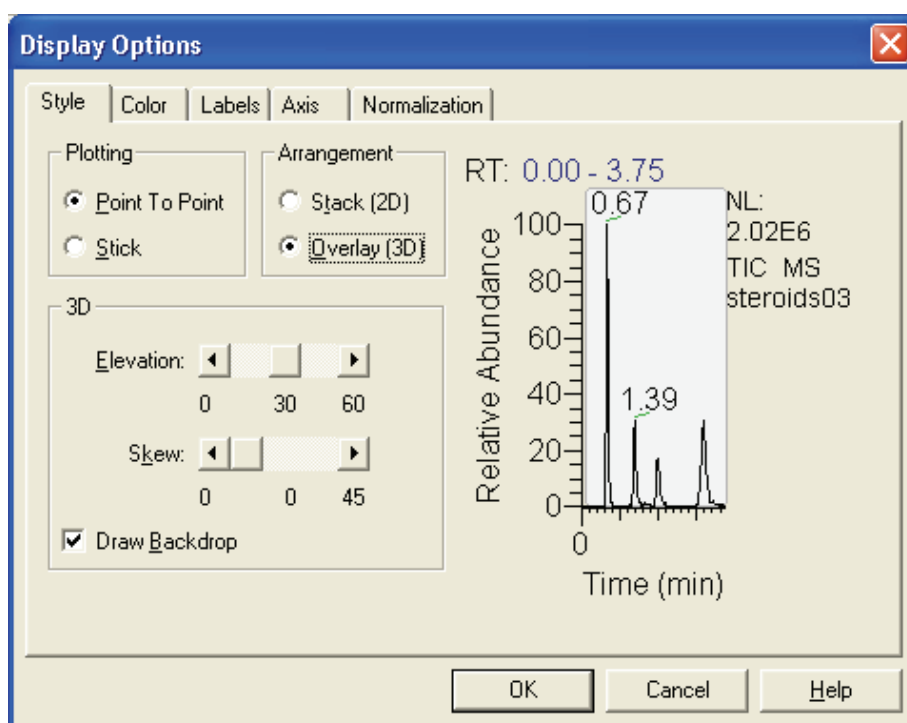 Display Options
Style Color Labels Axis Normalization
Plotting
Point To Point
Stick
Arrangement
Stack (2D)
Overlay (3D)
3D
Elevation:
0 30 60
Skew:
0 0 45
Draw Backdrop
RT: 0.00 - 3.75
0.67
NL:
2.02E6
TIC MS
steroids03
1.39
Relative Abundance
100
80
60
40
20
0
0
Time (min)
OK Cancel Help